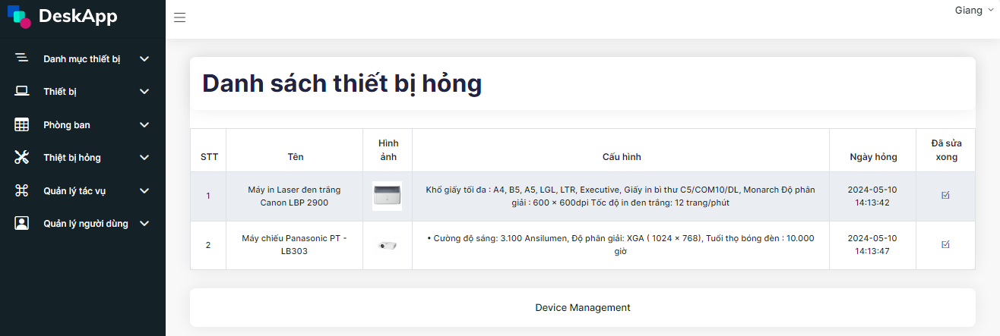 DeskApp
Giang
Danh mục thiết bị
Thiết bị
Phòng ban
Thiệt bị hỏng
Quản lý tác vụ
Quản lý người dùng
Danh sách thiết bị hỏng
STT
Tên
Hình
ảnh
Cấu hình
Ngày hỏng
Đã sửa
xong
1
Máy in Laser đen trắng
Canon LBP 2900
Khổ giấy tối đa : A4, B5, A5, LGL, LTR, Executive, Giấy in bì thư C5/COM10/DL, Monarch Độ phân
giải : 600 x 600dpi Tốc độ in đen trắng: 12 trang/phút
2024-05-10
14:13:42
2
Máy chiếu Panasonic PT -
LB303
• Cường độ sáng: 3.100 Ansilumen, Độ phân giải: XGA ( 1024 x 768), Tuổi thọ bóng đèn : 10.000
giờ
2024-05-10
14:13:47
Device Management